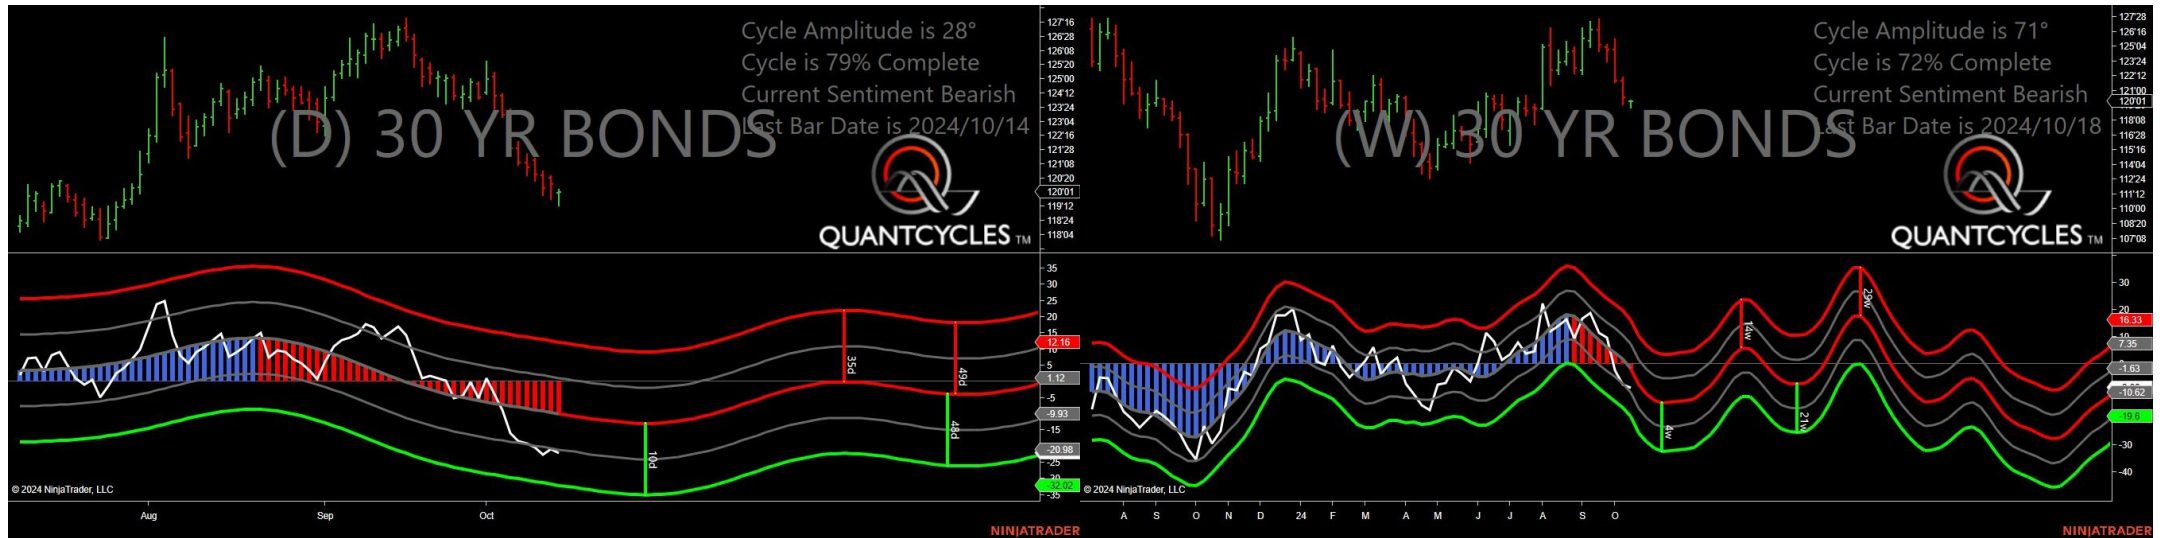 Cycle Amplitude is 28°
Cycle is 79% Complete
Current Sentiment Bearish
Last Bar Date is 2024/10/14
(D) 30 YR BONDS
QUANTCYCLES TM
127'16
126'28
126'08
125'20
125'00
124'12
123'24
123'04
122'16
121'28
121'08
120'20
120'01
119'12
118'24
118'04
35
30
25
20
15
12.16
10
5
1.12
-5
-9.93
-15
-20.98
-25
-32.02
-35
35d
49d
10d
48d
© 2024 NinjaTrader, LLC
Aug Sep Oct
NINJATRADER
Cycle Amplitude is 71°
Cycle is 72% Complete
Current Sentiment Bearish
Last Bar Date is 2024/10/18
(W) 30 YR BONDS
QUANTCYCLES TM
127'28
126'16
125'04
123'24
122'12
121'00
120'01
118'08
116'28
115'16
114'04
112'24
111'12
110'00
108'20
107'08
30
20
16.33
7.35
-1.63
-10.62
-19.6
-30
-40
14w
29w
4w
21w
© 2024 NinjaTrader, LLC
A S O N D 24 F M A M J J A S O
NINJATRADER